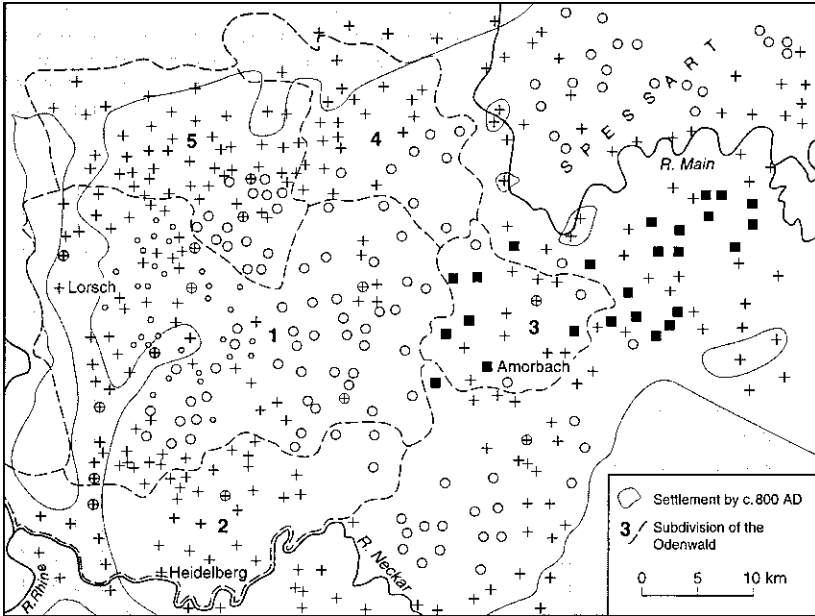 SPESSART
5
4
R. Main
Lorsch
1
3
Amorbach
2
Heidelberg
R. Neckar
R. Rhine
Settlement by c. 800 AD
3 Subdivision of the
Odenwald
0 5 10 km